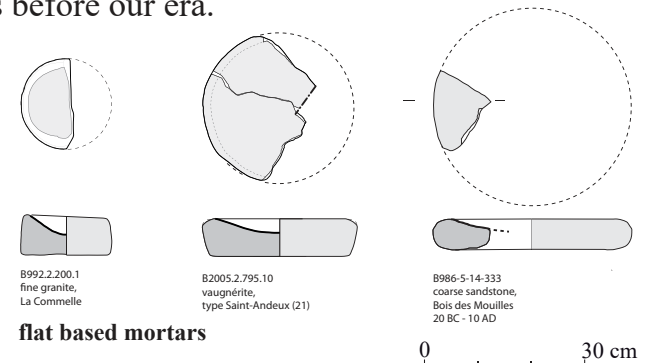 before our era.
B992.2.200.1
fine granite,
La Commelle
B2005.2.795.10
vaugnérite,
type Saint-Andeux (21)
B986-5-14-333
coarse sandstone,
Bois des Mouilles
20 BC - 10 AD
flat based mortars
0 30 cm